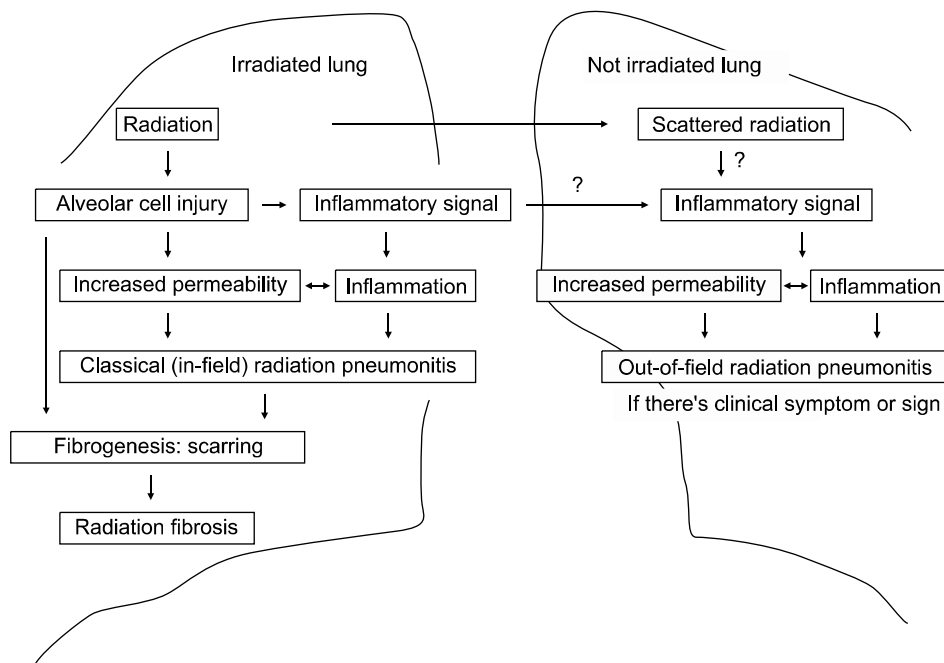 Irradiated lung
Not irradiated lung
Radiation
Scattered radiation
?
Alveolar cell injury
Inflammatory signal
?
Inflammatory signal
Increased permeability
Inflammation
Increased permeability
Inflammation
Classical (in-field) radiation pneumonitis
Out-of-field radiation pneumonitis
If there's clinical symptom or sign
Fibrogenesis: scarring
Radiation fibrosis